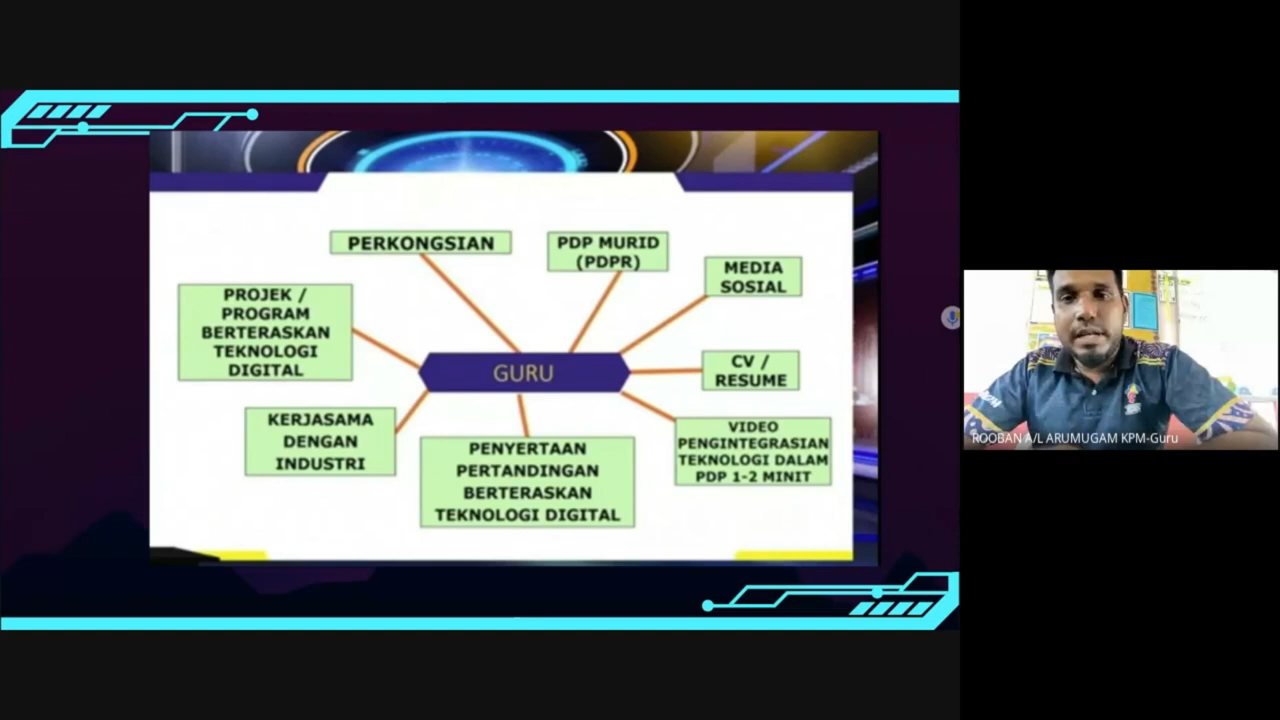 PERKONGSIAN
PDP MURID
(PDPR)
MEDIA
SOSIAL
PROJEK /
PROGRAM
BERTERASKAN
TEKNOLOGI
DIGITAL
GURU
CV /
RESUME
KERJASAMA
DENGAN
INDUSTRI
PENYERTAAN
PERTANDINGAN
BERTERASKAN
TEKNOLOGI DIGITAL
VIDEO
PENGINTEGRASIAN
TEKNOLOGI DALAM
PDP 1-2 MINIT
ROOBAN A/L ARUMUGAM KPM-Guru